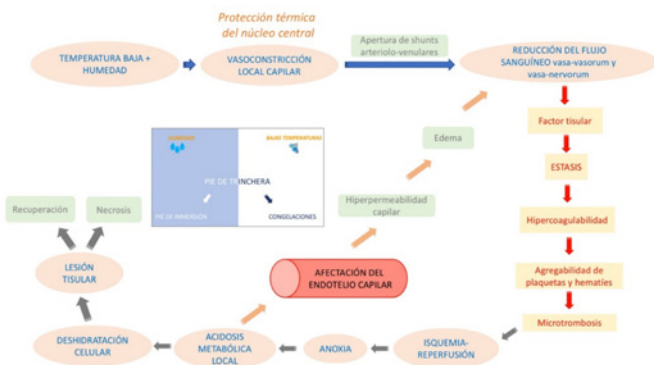 Protección térmica
del núcleo central
TEMPERATURA BAJA +
HUMEDAD
VASOCONSTRICCIÓN
LOCAL CAPILAR
Apertura de shunts
arteriolo-venulares
REDUCCIÓN DEL FLUJO
SANGUÍNEO vasa-vasorum y
vasa-nervorum
Factor tisular
ESTASIS
Hipercoagulabilidad
Agregabilidad de
plaquetas y hematíes
Microtrombosis
Edema
Hiperpermeabilidad
capilar
HUMEDAD
BAJAS TEMPERATURAS
PIE DE TRINCHERA
PIE DE INMERSIÓN
CONGELACIONES
Recuperación
Necrosis
LESIÓN
TISULAR
AFECTACIÓN DEL
ENDOTELIO CAPILAR
DESHIDRATACIÓN
CELULAR
ACIDOSIS
METABÓLICA
LOCAL
ANOXIA
ISQUEMIA-
REPERFUSIÓN